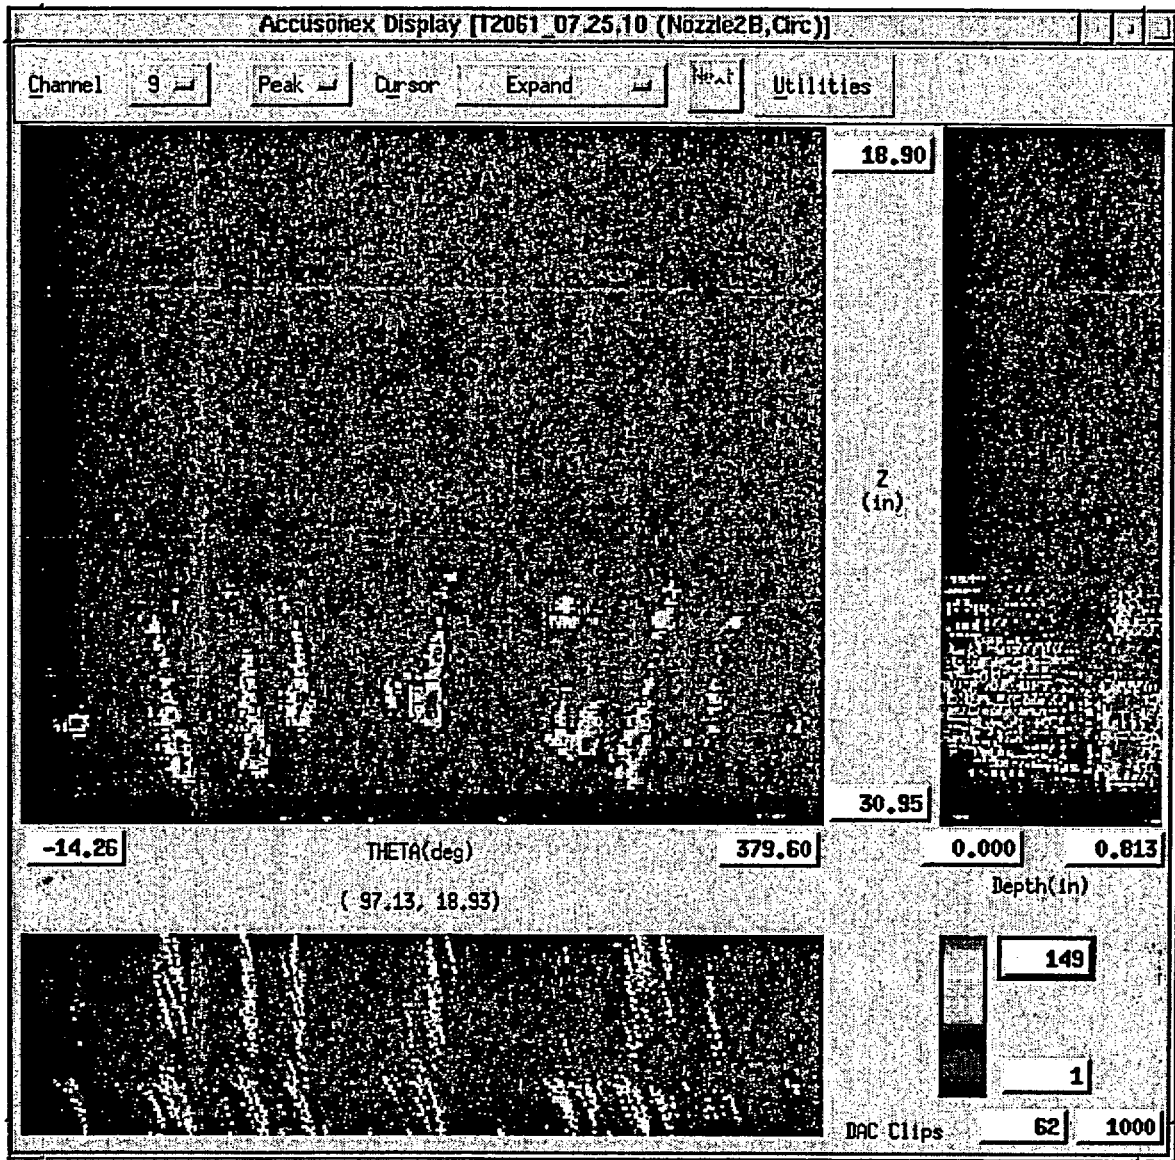 Accusonex Display [T2061_07.25.10 (Nozzle2B,Circ)]
Channel 9 Peak Cursor Expand Next Utilities
18.90
Z
(in)
30.95
-14.26 THETA(deg) 379.60 0.000 0.813
Depth(in)
( 97.13, 18.93)
149
1
DAC Clips 62 1000